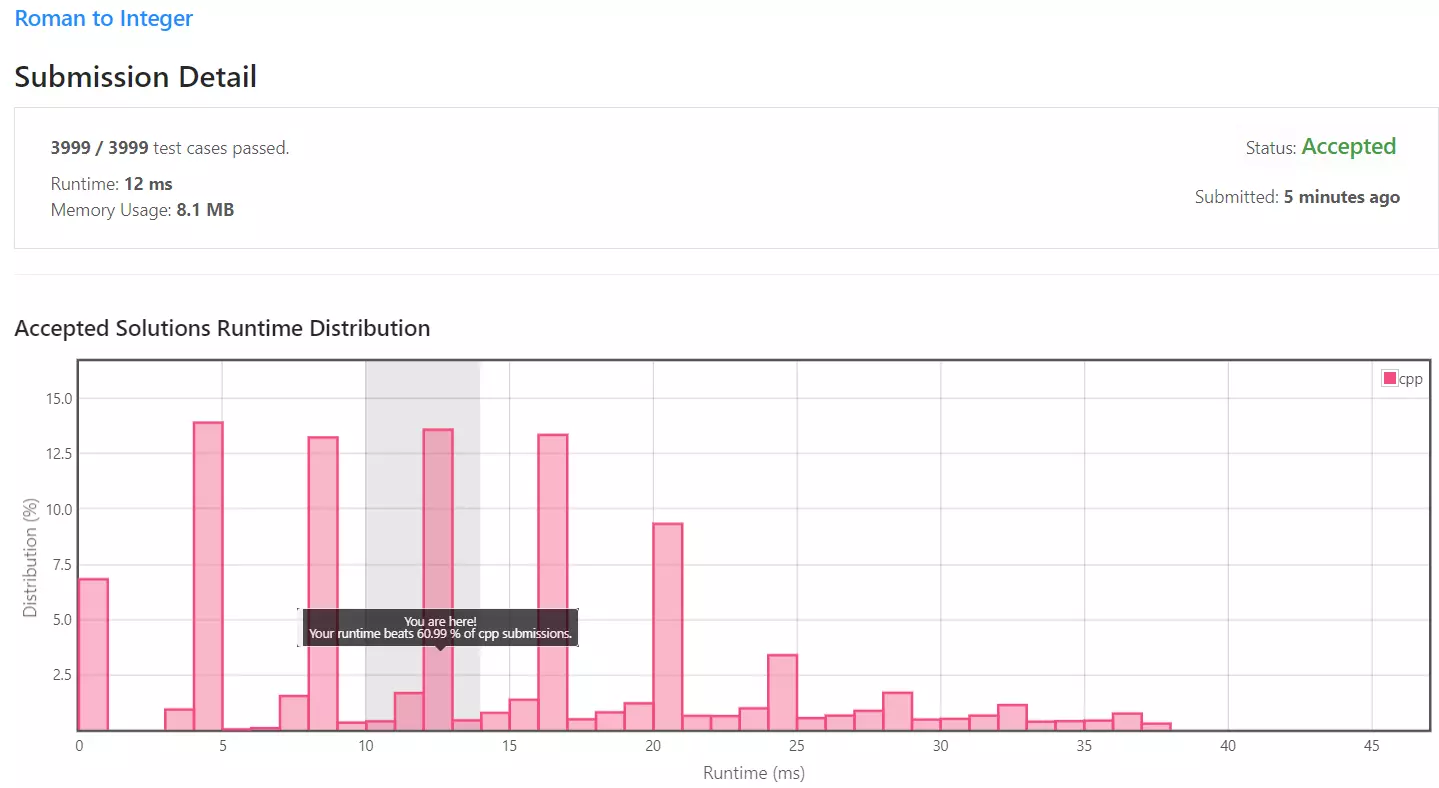 Roman to Integer
Submission Detail
3999 / 3999 test cases passed.
Status: Accepted
Runtime: 12 ms
Memory Usage: 8.1 MB
Submitted: 5 minutes ago
Accepted Solutions Runtime Distribution
cpp
15.0
12.5
10.0
7.5
5.0
2.5
Distribution (%)
You are here!
Your runtime beats 60.99 % of cpp submissions.
0 5 10 15 20 25 30 35 40 45
Runtime (ms)